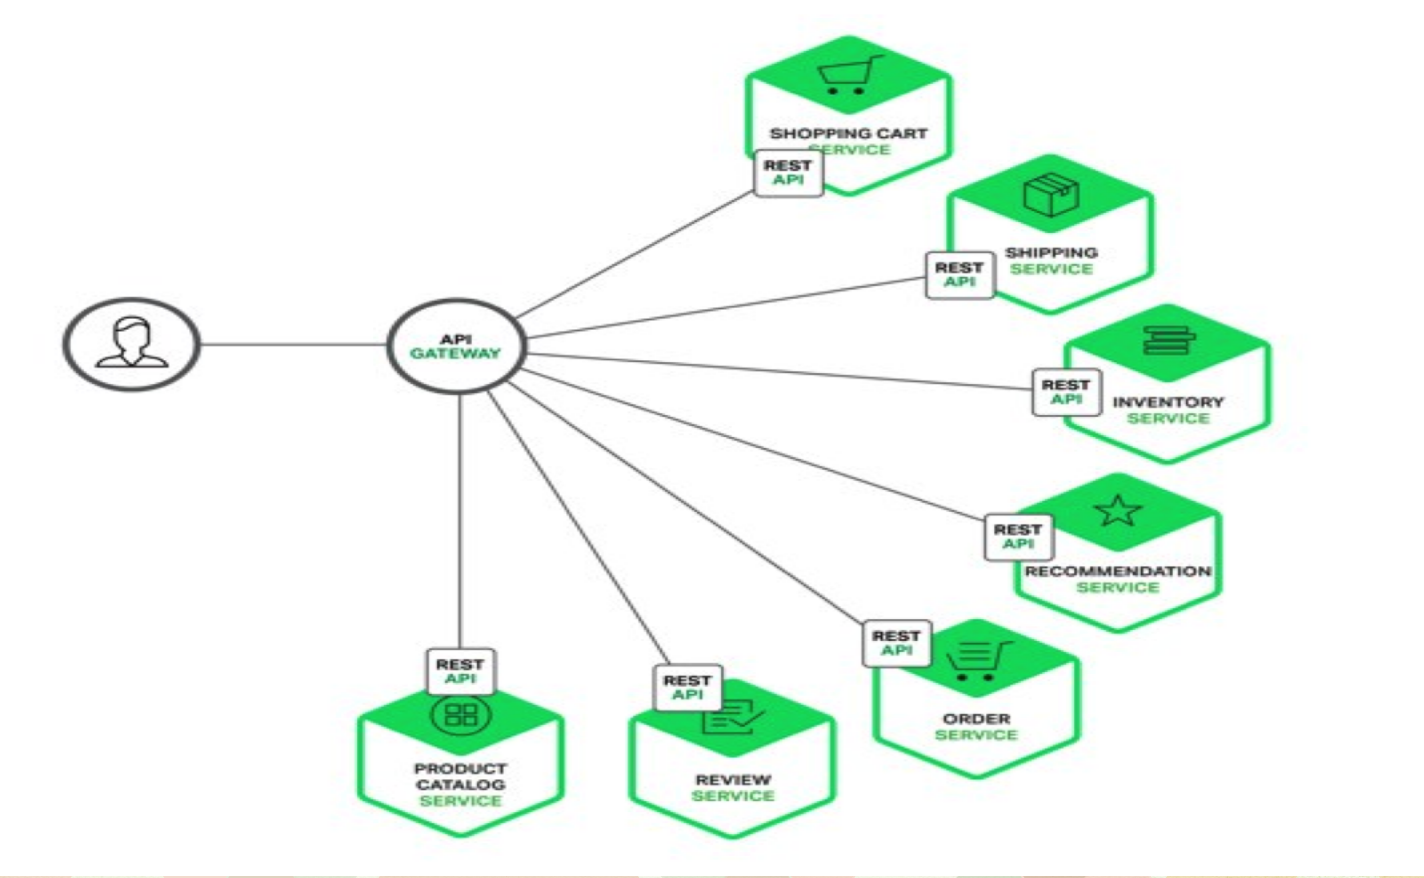 SHOPPING CART
SERVICE
REST
API
SHIPPING
SERVICE
REST
API
API
GATEWAY
REST
API
INVENTORY
SERVICE
REST
API
RECOMMENDATION
SERVICE
REST
API
ORDER
SERVICE
REST
API
PRODUCT
CATALOG
SERVICE
REST
API
REVIEW
SERVICE